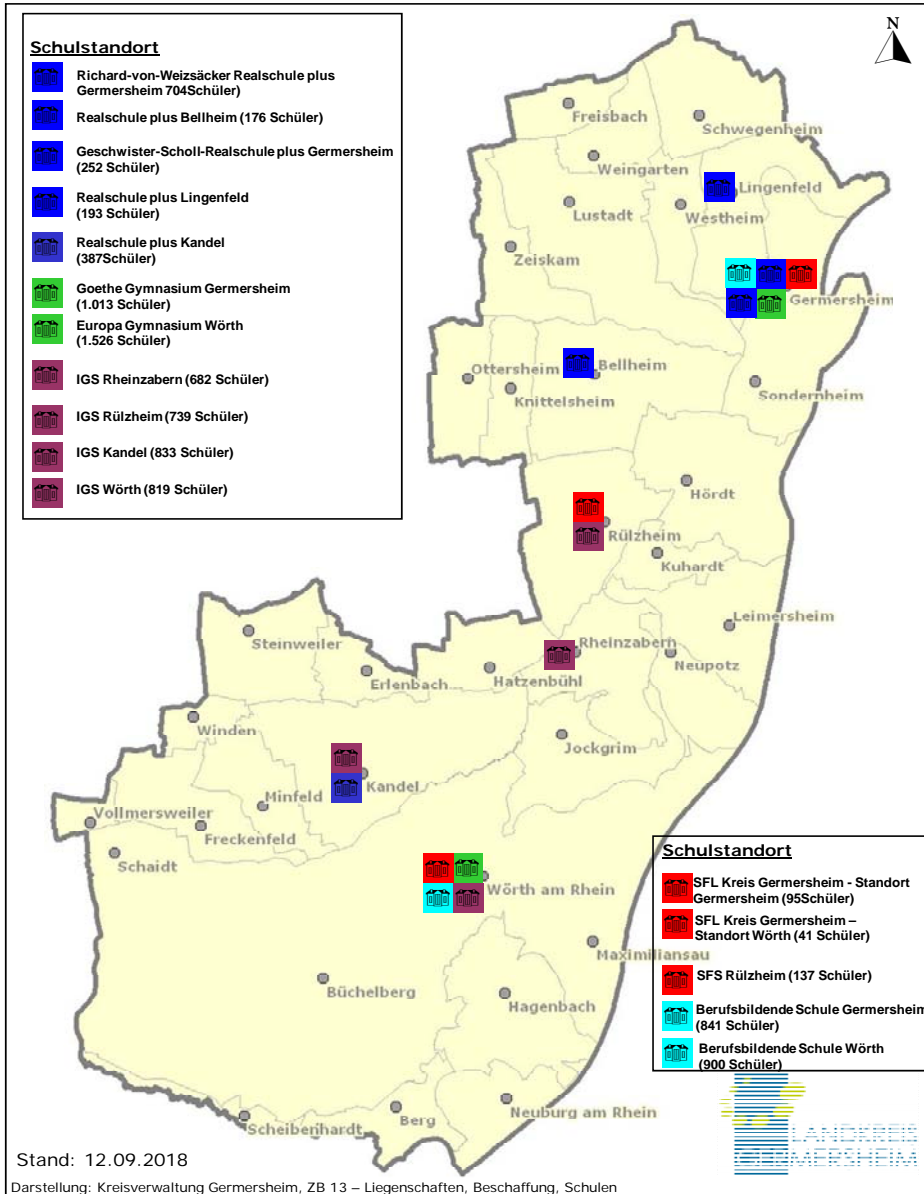 N
Schulstandort
Richard-von-Weizsäcker Realschule plus
Germersheim 704Schüler)
Realschule plus Bellheim (176 Schüler)
Geschwister-Scholl-Realschule plus Germersheim
(252 Schüler)
Realschule plus Lingenfeld
(193 Schüler)
Realschule plus Kandel
(387Schüler)
Goethe Gymnasium Germersheim
(1.013 Schüler)
Europa Gymnasium Wörth
(1.526 Schüler)
IGS Rheinzabern (682 Schüler)
IGS Rülzheim (739 Schüler)
IGS Kandel (833 Schüler)
IGS Wörth (819 Schüler)
Freisbach
Schwegenheim
Weingarten
Lingenfeld
Lustadt
Westheim
Zeiskam
Germersheim
Ottersheim
Bellheim
Knittelsheim
Sondernheim
Hördt
Rülzheim
Kuhardt
Leimersheim
Steinweiler
Rheinzabern
Neupotz
Erlenbach
Hatzenbühl
Winden
Jockgrim
Kandel
Minfeld
Vollmersweiler
Freckenfeld
Schaidt
Wörth am Rhein
Maximiliansau
Büchelberg
Hagenbach
Neuburg am Rhein
Berg
Scheibenhardt
Schulstandort
SFL Kreis Germersheim - Standort
Germersheim (95Schüler)
SFL Kreis Germersheim –
Standort Wörth (41 Schüler)
SFS Rülzheim (137 Schüler)
Berufsbildende Schule Germersheim
(841 Schüler)
Berufsbildende Schule Wörth
(900 Schüler)
LANDKREIS
GERMERSHEIM
Stand: 12.09.2018
Darstellung: Kreisverwaltung Germersheim, ZB 13 – Liegenschaften, Beschaffung, Schulen